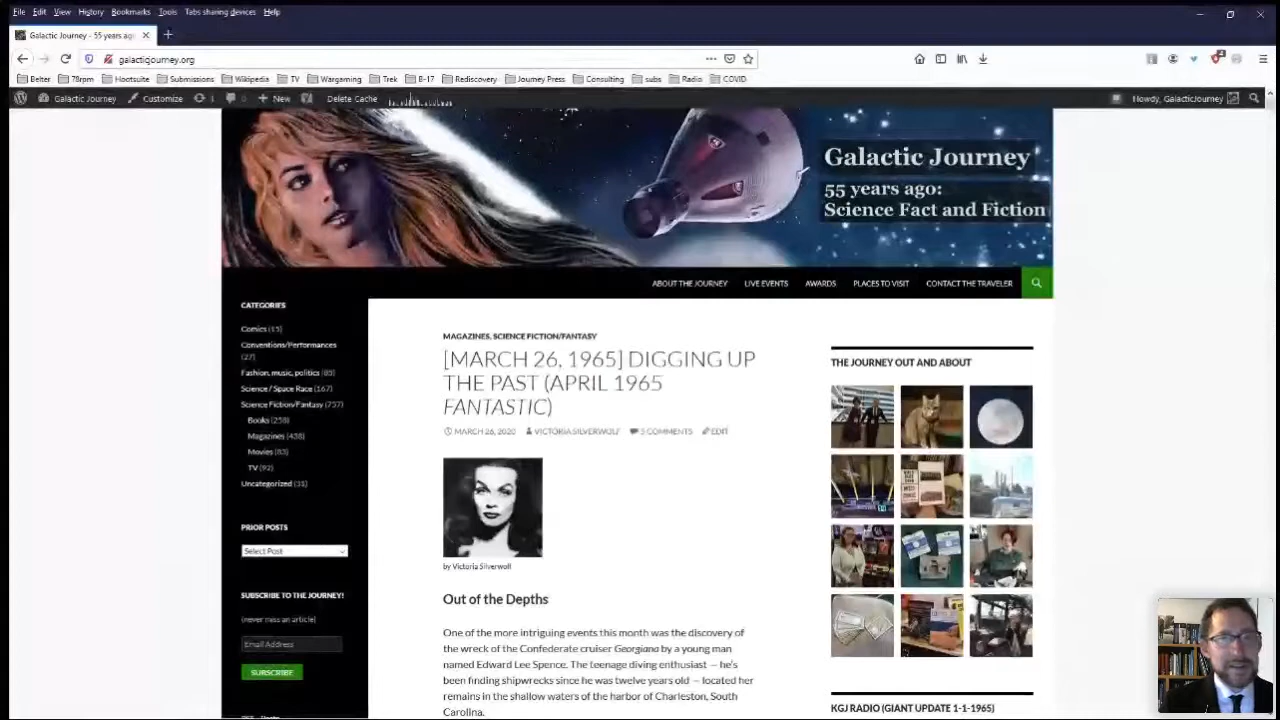 File Edit View History Bookmarks Tools Tabs sharing devices Help
Galactic Journey - 55 years ago
galacticjourney.org
Belter 78rpm Hootsuite Submissions Wikipedia TV Wargaming Trek B-17 Rediscovery Journey Press Consulting subs Radio COVID
Galactic Journey Customize 1 0 New Delete Cache Howdy, GalacticJourney
Galactic Journey
55 years ago:
Science Fact and Fiction
ABOUT THE JOURNEY LIVE EVENTS AWARDS PLACES TO VISIT CONTACT THE TRAVELER
CATEGORIES
Comics (15)
Conventions/Performances
(27)
Fashion, music, politics (85)
Science / Space Race (167)
Science Fiction/Fantasy (757)
Books (258)
Magazines (438)
Movies (83)
TV (92)
Uncategorized (31)
PRIOR POSTS
Select Post
SUBSCRIBE TO THE JOURNEY!
(never miss an article)
Email Address
SUBSCRIBE
MAGAZINES, SCIENCE FICTION/FANTASY
[MARCH 26, 1965] DIGGING UP
THE PAST (APRIL 1965
FANTASTIC)
MARCH 26, 2020 VICTORIA SILVERWOLF 3 COMMENTS EDIT
by Victoria Silverwolf
Out of the Depths
One of the more intriguing events this month was the discovery of
the wreck of the Confederate cruiser Georgiana by a young man
named Edward Lee Spence. The teenage diving enthusiast — he's
been finding shipwrecks since he was twelve years old — located her
remains in the shallow waters of the harbor of Charleston, South
Carolina.
THE JOURNEY OUT AND ABOUT
KGJ RADIO (GIANT UPDATE 1-1-1965)